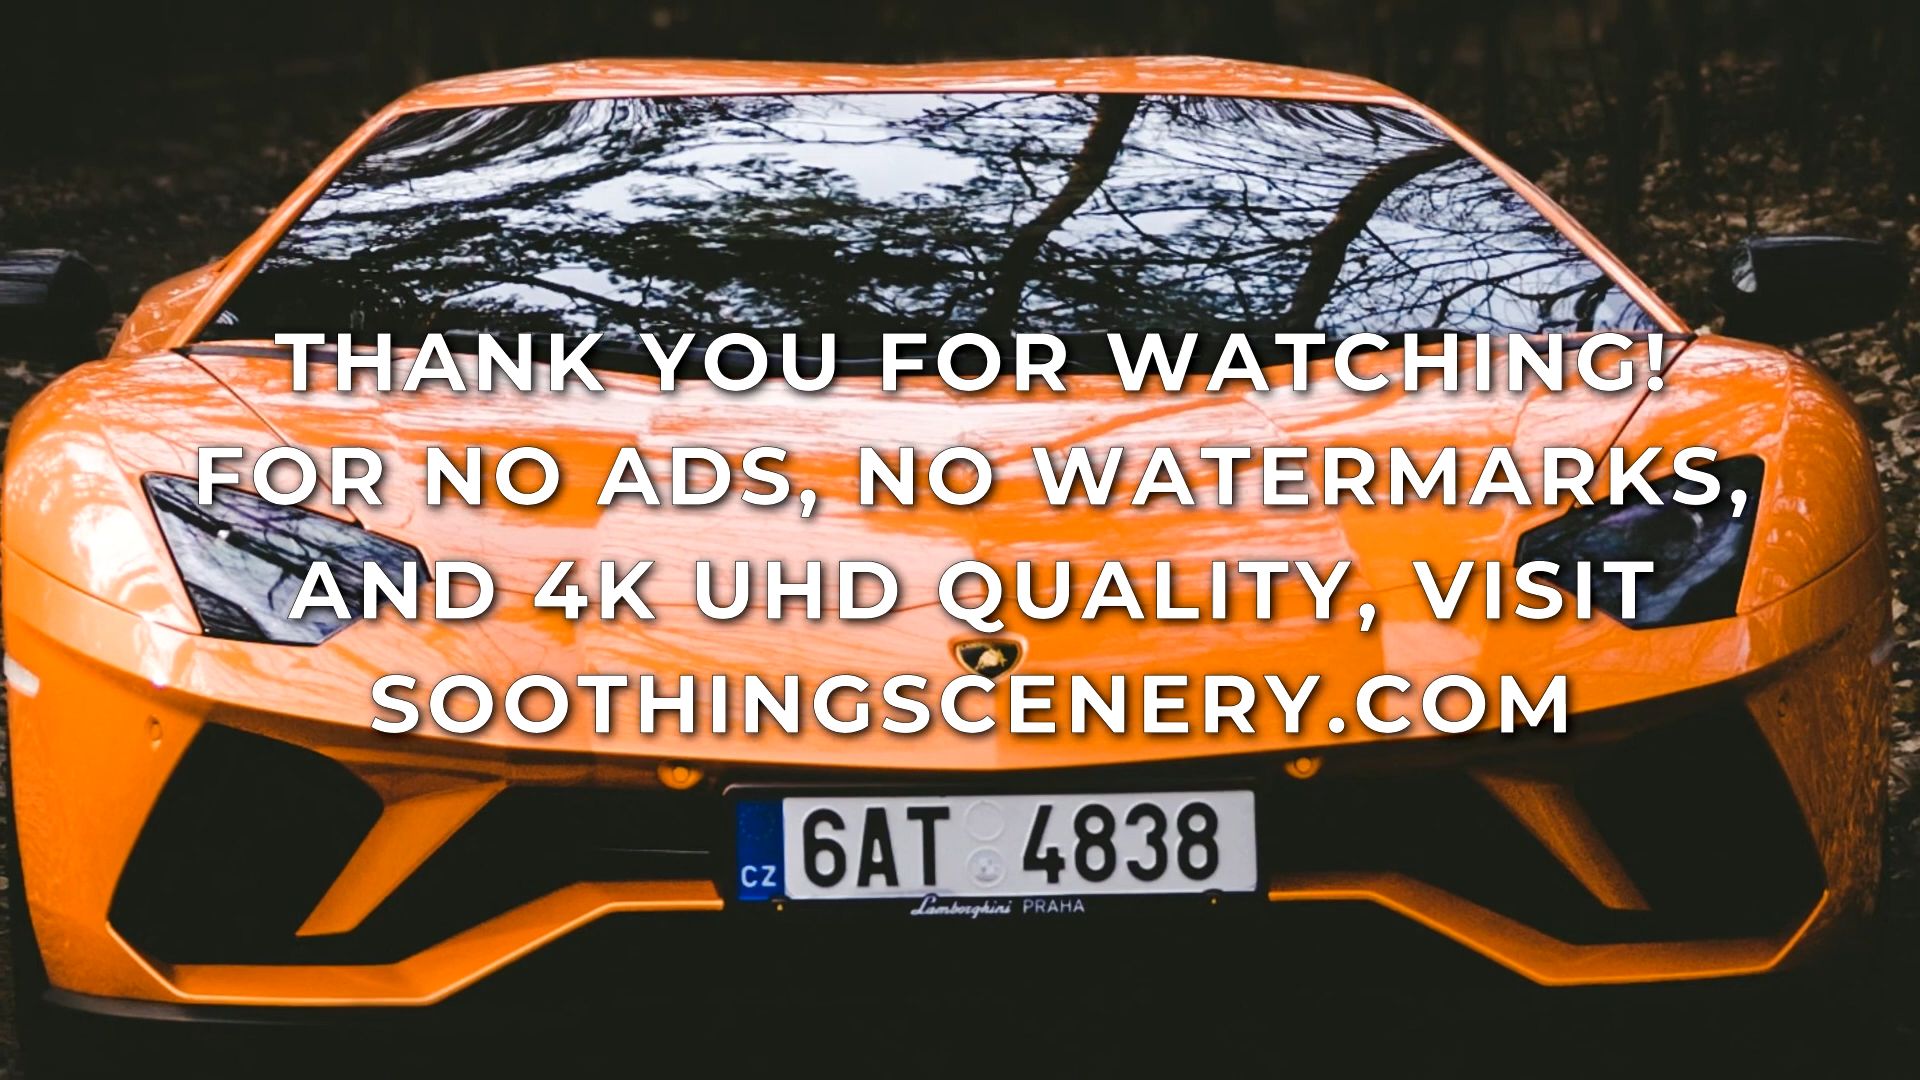 THANK YOU FOR WATCHING!
FOR NO ADS, NO WATERMARKS,
AND 4K UHD QUALITY, VISIT
SOOTHINGSCENERY.COM
CZ 6AT 4838
Lamborghini PRAHA